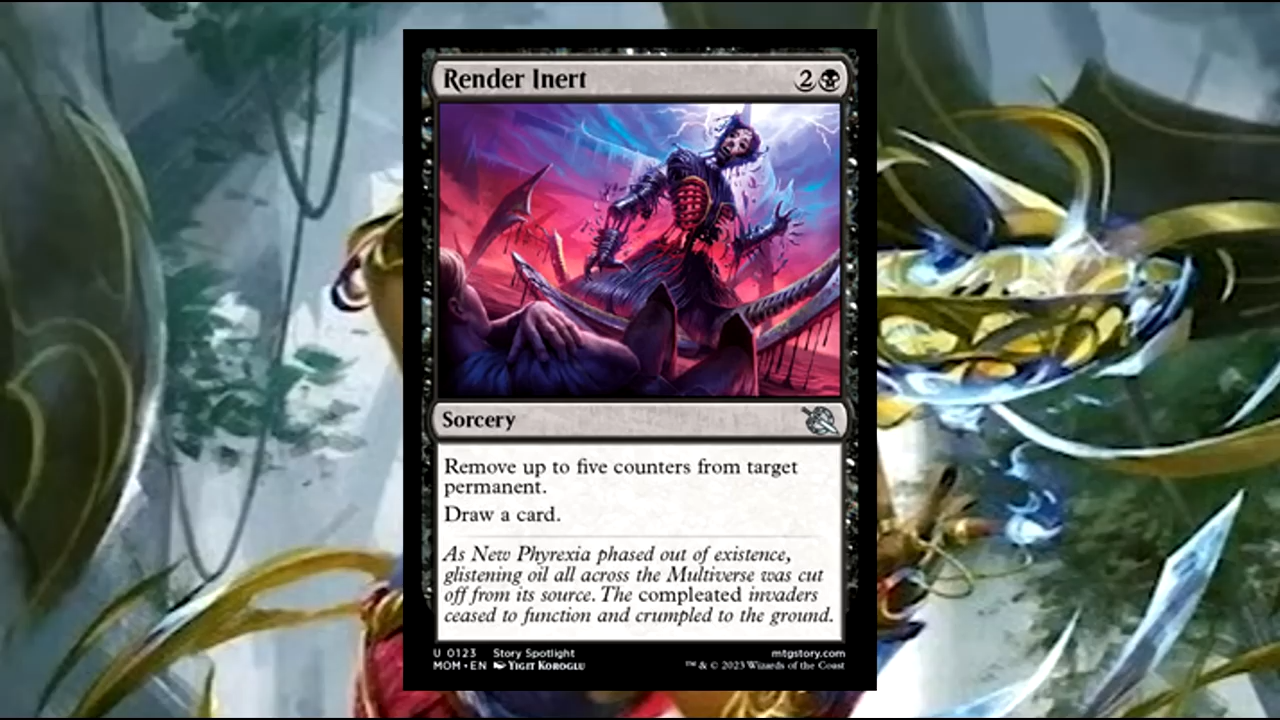 Render Inert 2
Sorcery
Remove up to five counters from target
permanent.
Draw a card.
As New Phyrexia phased out of existence,
glistening oil all across the Multiverse was cut
off from its source. The compleated invaders
ceased to function and crumpled to the ground.
U 0123 Story Spotlight mtgstory.com
MOM • EN YIGIT KOROGLU ™ & © 2023 Wizards of the Coast